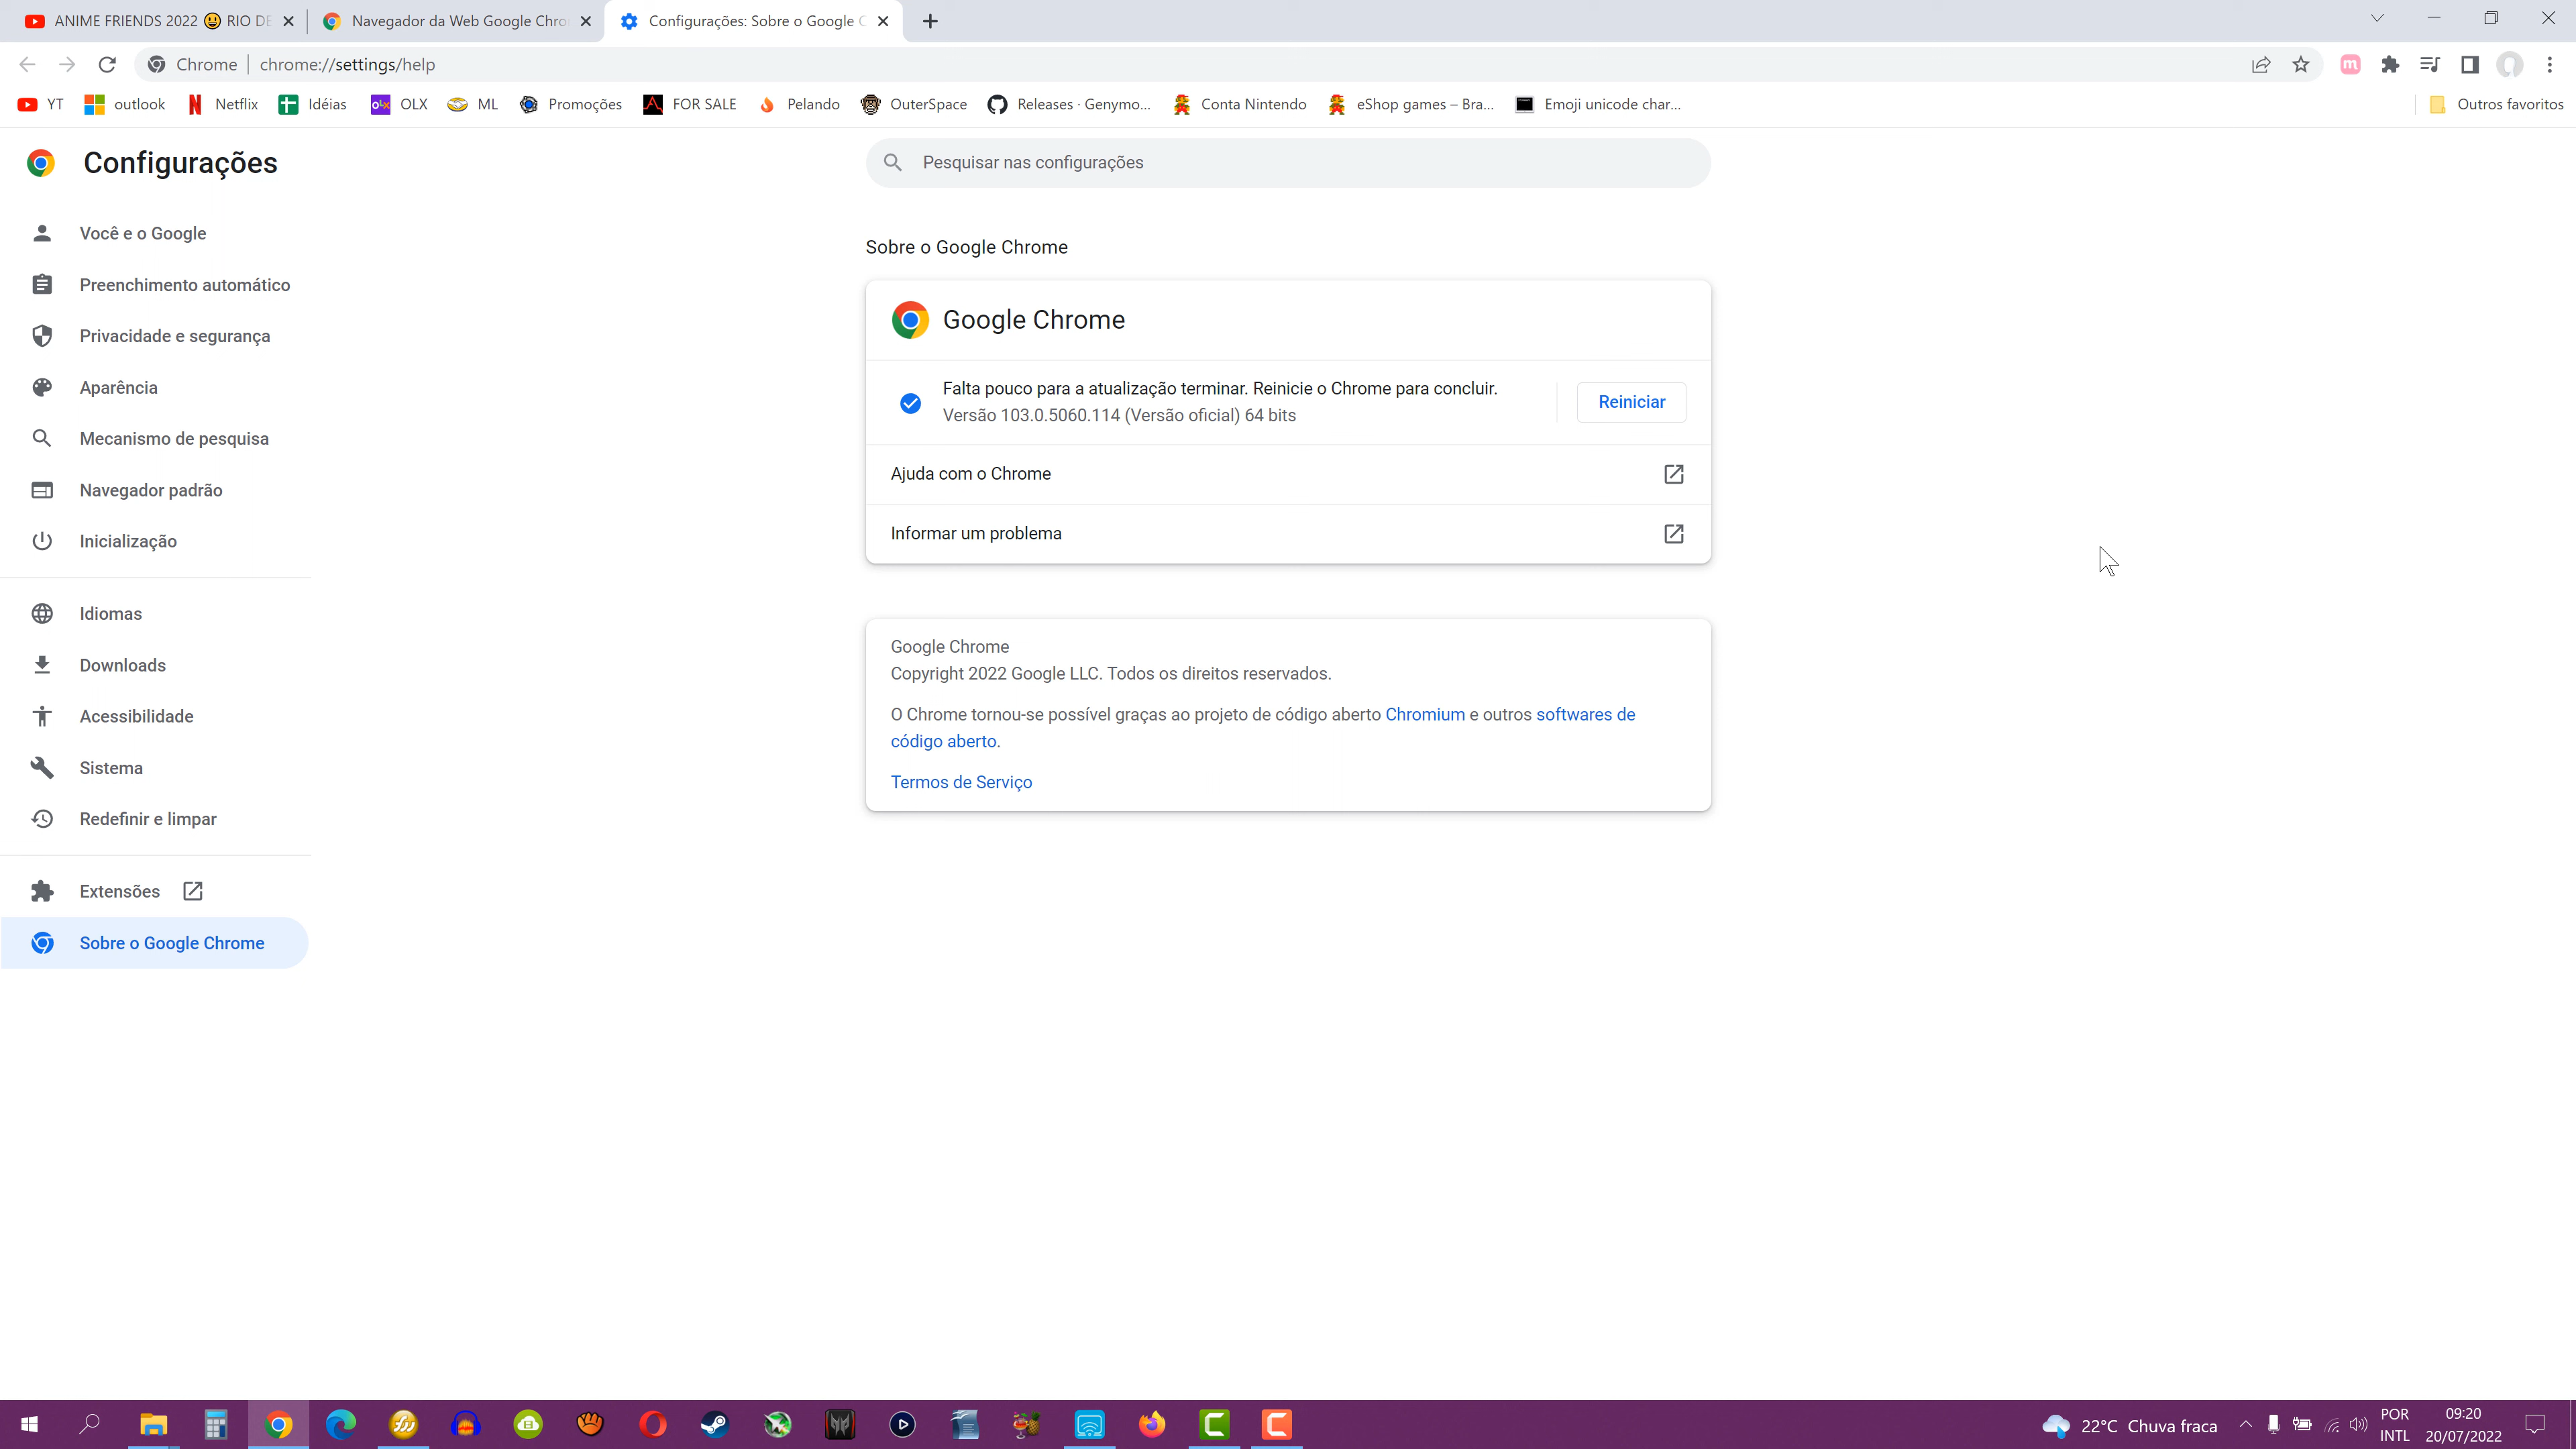 ANIME FRIENDS 2022 😃 RIO DE
Navegador da Web Google Chro
Configurações: Sobre o Google C
Chrome
chrome://settings/help
YT
outlook
Netflix
Idéias
OLX
ML
Promoções
FOR SALE
Pelando
OuterSpace
Releases · Genymo...
Conta Nintendo
eShop games – Bra...
Emoji unicode char...
Outros favoritos
Configurações
Pesquisar nas configurações
Você e o Google
Preenchimento automático
Privacidade e segurança
Aparência
Mecanismo de pesquisa
Navegador padrão
Inicialização
Idiomas
Downloads
Acessibilidade
Sistema
Redefinir e limpar
Extensões
Sobre o Google Chrome
Sobre o Google Chrome
Google Chrome
Falta pouco para a atualização terminar. Reinicie o Chrome para concluir.
Versão 103.0.5060.114 (Versão oficial) 64 bits
Reiniciar
Ajuda com o Chrome
Informar um problema
Google Chrome
Copyright 2022 Google LLC. Todos os direitos reservados.
O Chrome tornou-se possível graças ao projeto de código aberto Chromium e outros softwares de
código aberto.
Termos de Serviço
22°C Chuva fraca
POR
INTL
09:20
20/07/2022